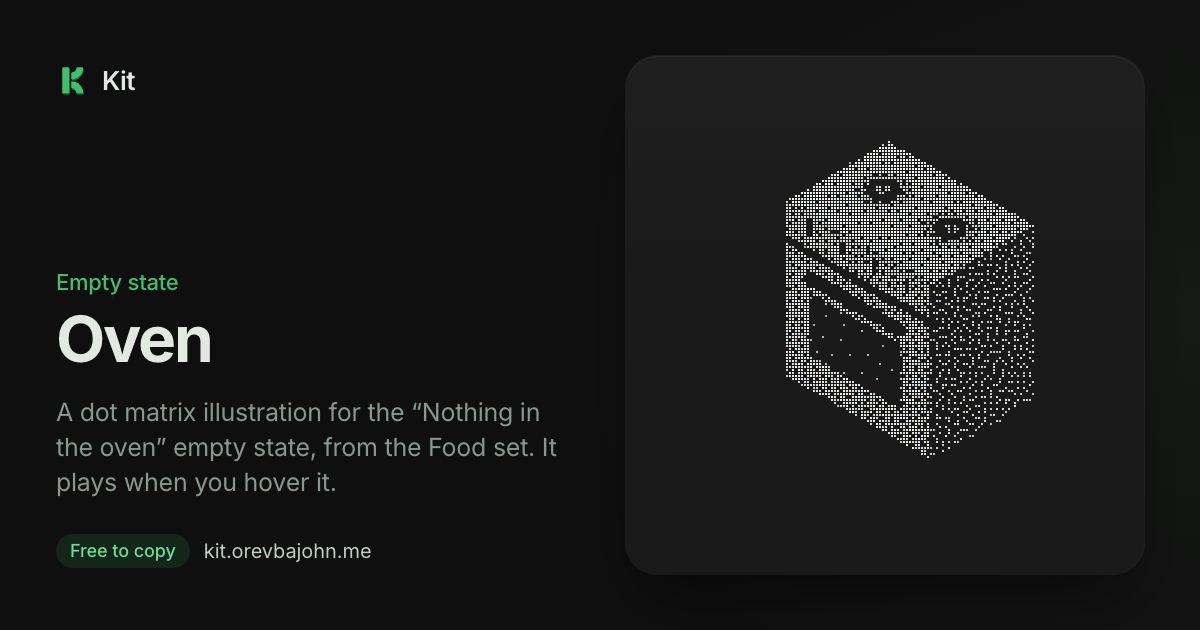 Kit
Empty state
Oven
A dot matrix illustration for the “Nothing in
the oven” empty state, from the Food set. It
plays when you hover it.
Free to copy
kit.orevbajohn.me